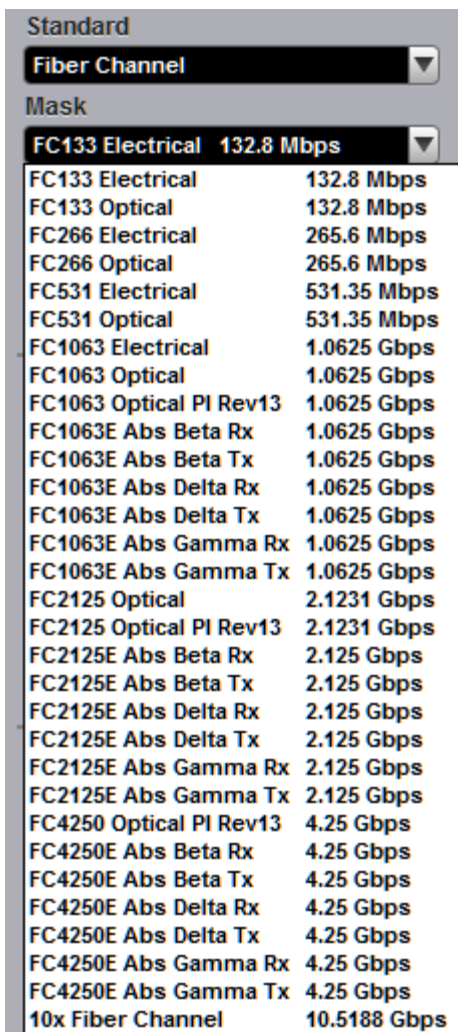 Standard
Fiber Channel
Mask
FC133 Electrical 132.8 Mbps
FC133 Electrical 132.8 Mbps
FC133 Optical 132.8 Mbps
FC266 Electrical 265.6 Mbps
FC266 Optical 265.6 Mbps
FC531 Electrical 531.35 Mbps
FC531 Optical 531.35 Mbps
FC1063 Electrical 1.0625 Gbps
FC1063 Optical 1.0625 Gbps
FC1063 Optical PI Rev13 1.0625 Gbps
FC1063E Abs Beta Rx 1.0625 Gbps
FC1063E Abs Beta Tx 1.0625 Gbps
FC1063E Abs Delta Rx 1.0625 Gbps
FC1063E Abs Delta Tx 1.0625 Gbps
FC1063E Abs Gamma Rx 1.0625 Gbps
FC1063E Abs Gamma Tx 1.0625 Gbps
FC2125 Optical 2.1231 Gbps
FC2125 Optical PI Rev13 2.1231 Gbps
FC2125E Abs Beta Rx 2.125 Gbps
FC2125E Abs Beta Tx 2.125 Gbps
FC2125E Abs Delta Rx 2.125 Gbps
FC2125E Abs Delta Tx 2.125 Gbps
FC2125E Abs Gamma Rx 2.125 Gbps
FC2125E Abs Gamma Tx 2.125 Gbps
FC4250 Optical PI Rev13 4.25 Gbps
FC4250E Abs Beta Rx 4.25 Gbps
FC4250E Abs Beta Tx 4.25 Gbps
FC4250E Abs Delta Rx 4.25 Gbps
FC4250E Abs Delta Tx 4.25 Gbps
FC4250E Abs Gamma Rx 4.25 Gbps
FC4250E Abs Gamma Tx 4.25 Gbps
10x Fiber Channel 10.5188 Gbps